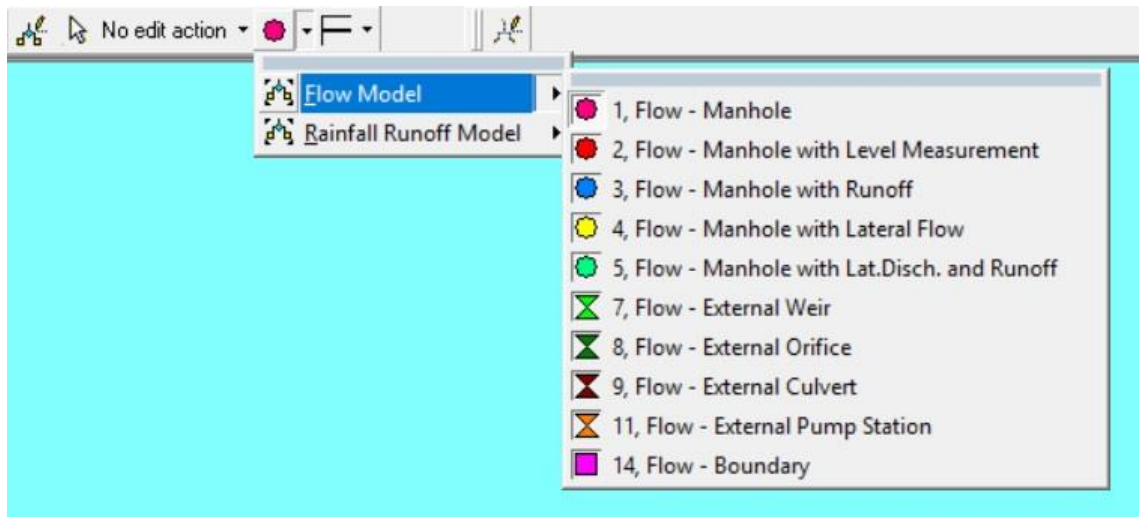 No edit action
Flow Model
Rainfall Runoff Model
1, Flow - Manhole
2, Flow - Manhole with Level Measurement
3, Flow - Manhole with Runoff
4, Flow - Manhole with Lateral Flow
5, Flow - Manhole with Lat.Disch. and Runoff
7, Flow - External Weir
8, Flow - External Orifice
9, Flow - External Culvert
11, Flow - External Pump Station
14, Flow - Boundary